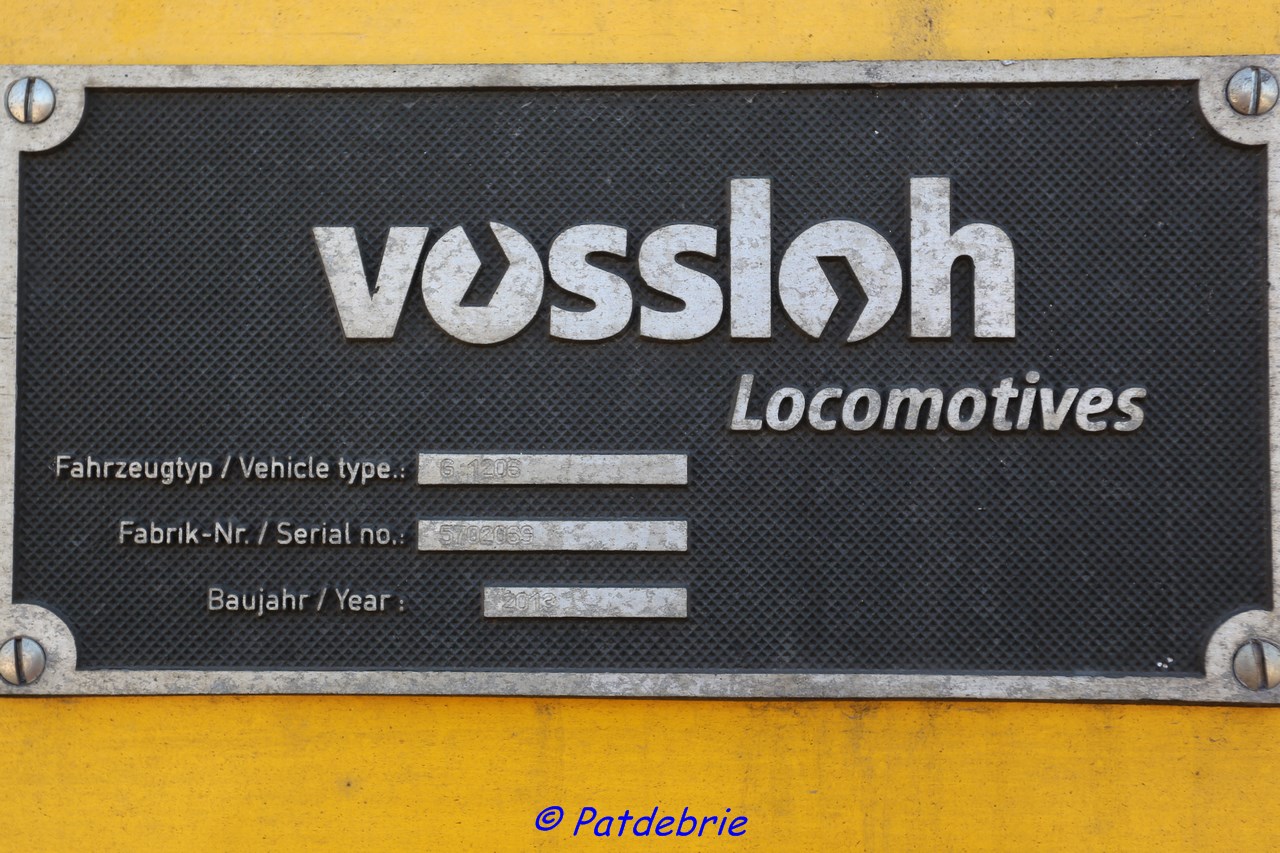 vossloh
Locomotives
Fahrzeugtyp / Vehicle type.: G 1206
Fabrik-Nr. / Serial no.: 5702069
Baujahr / Year : 2013
© Patdebrie